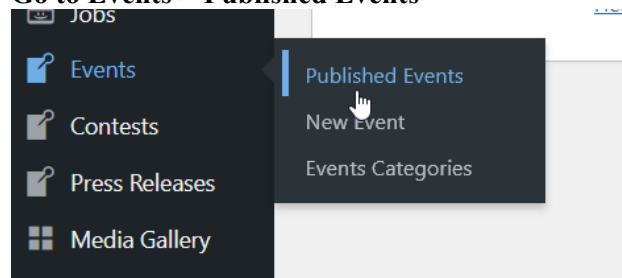 Go to Events – Published Events
Jobs
Events
Published Events
New Event
Contests
Events Categories
Press Releases
Media Gallery